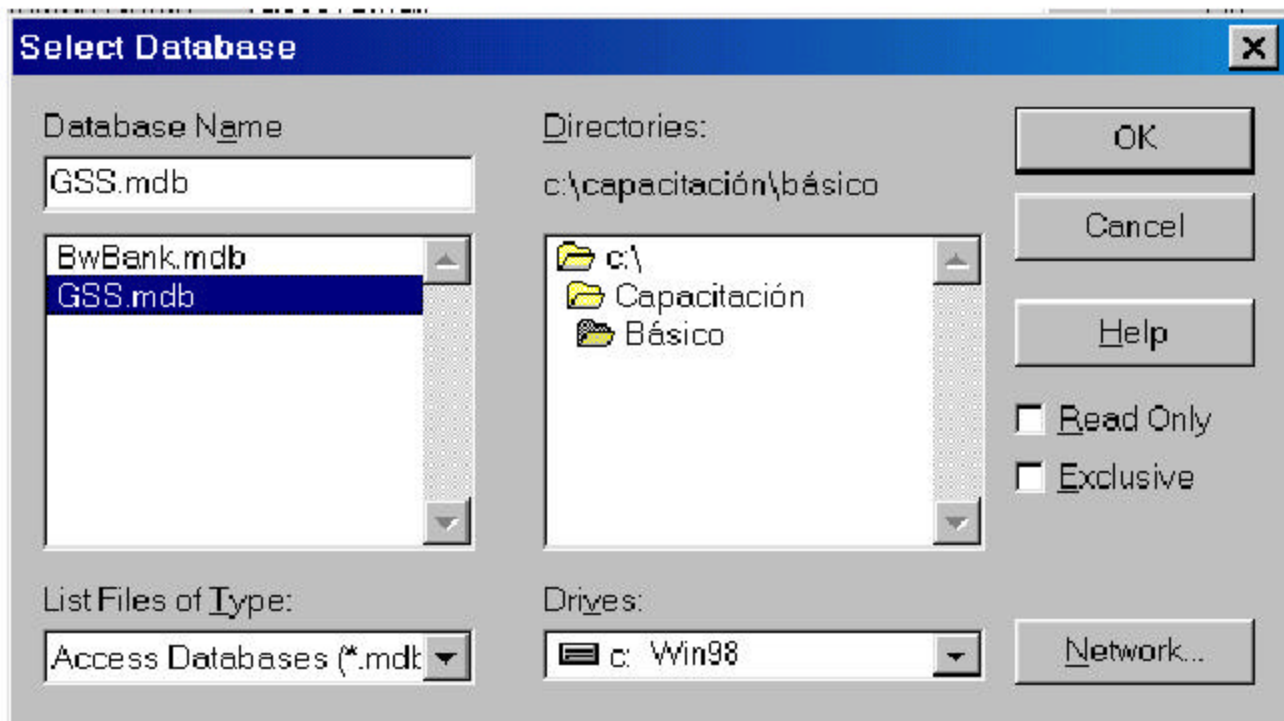 Select Database
Database Name
GSS.mdb
BwBank.mdb
GSS.mdb
List Files of Type:
Access Databases (*.mdb
Directories:
c:\capacitación\básico
c:\
Capacitación
Básico
Drives:
c: Win98
OK
Cancel
Help
Read Only
Exclusive
Network...